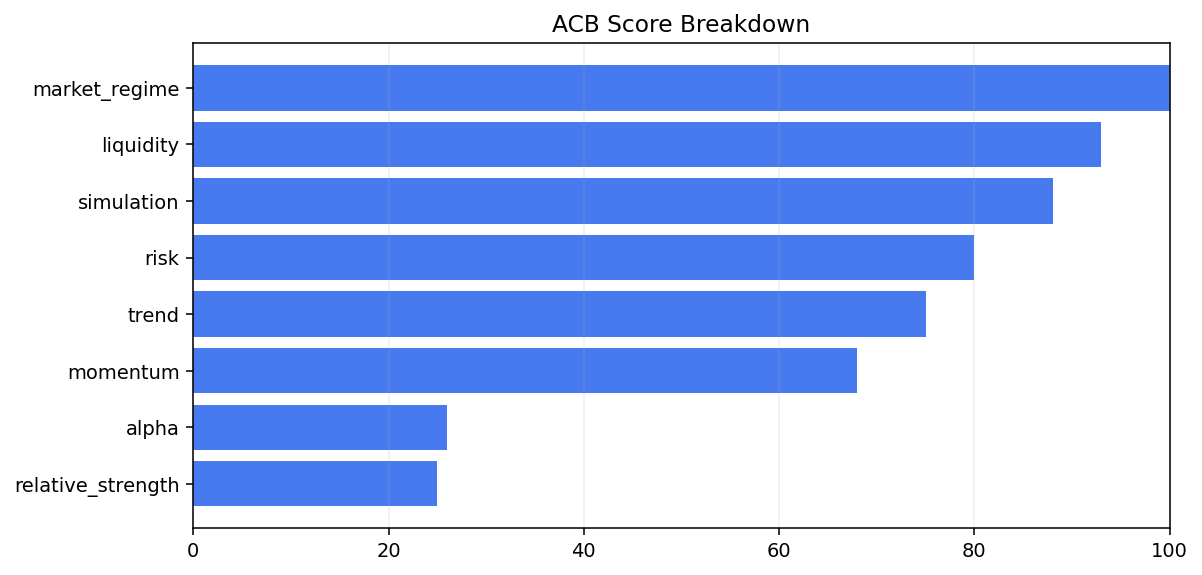 ACB Score Breakdown
market_regime
liquidity
simulation
risk
trend
momentum
alpha
relative_strength
0 20 40 60 80 100